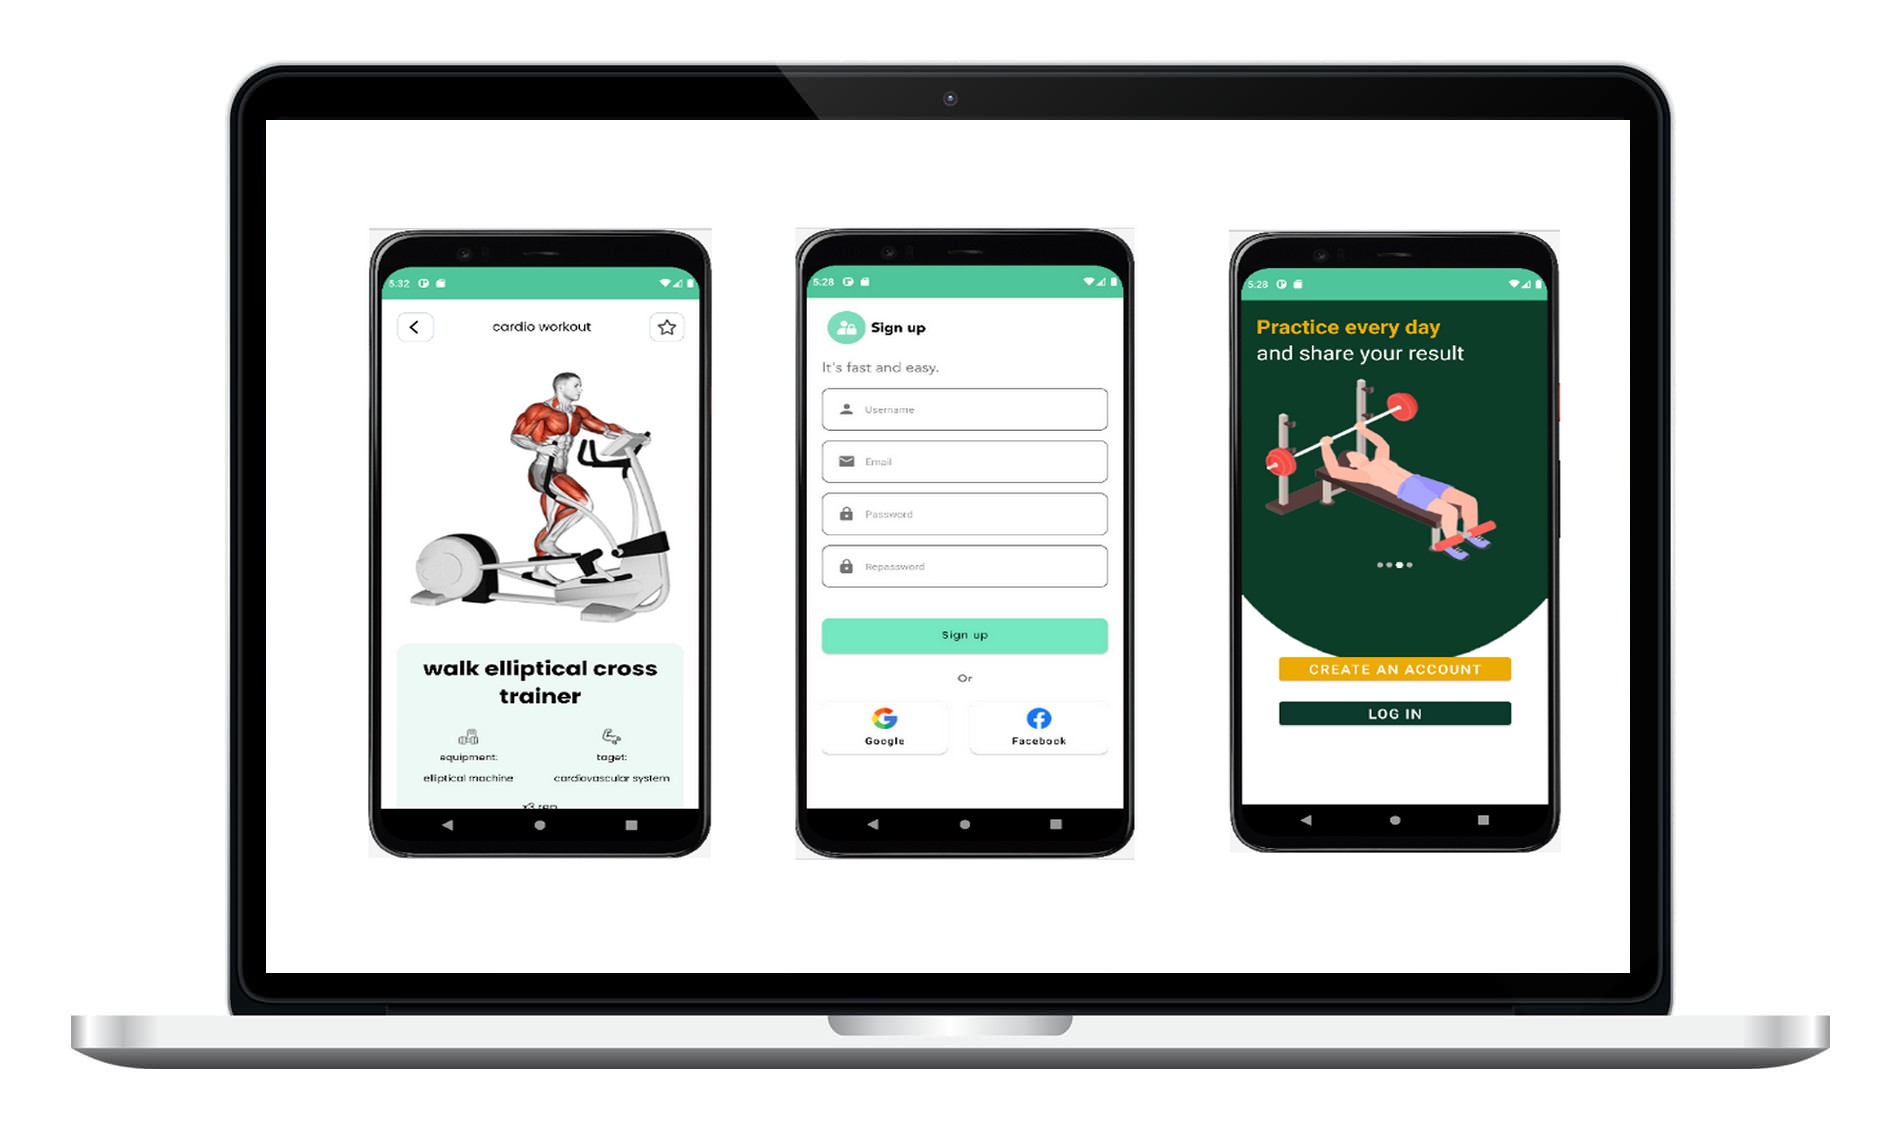 5:32
cardio workout
walk elliptical cross
trainer
equipment:
taget:
elliptical machine
cardiovascular system
x3 rep
5:28
Sign up
It's fast and easy.
Username
Email
Password
Repassword
Sign up
Or
Google
Facebook
5:28
Practice every day
and share your result
CREATE AN ACCOUNT
LOG IN